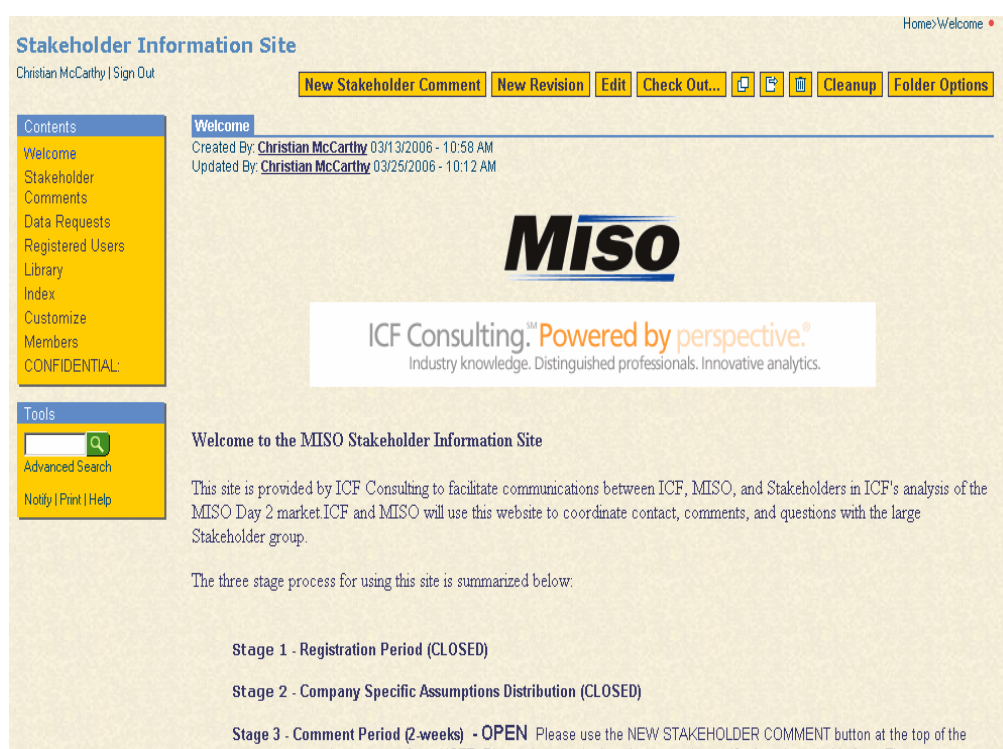 Home>Welcome
Stakeholder Information Site
Christian McCarthy | Sign Out
New Stakeholder Comment New Revision Edit Check Out... Cleanup Folder Options
Contents
Welcome
Stakeholder
Comments
Data Requests
Registered Users
Library
Index
Customize
Members
CONFIDENTIAL:
Tools
Advanced Search
Notify | Print | Help
Welcome
Created By: Christian McCarthy 03/13/2006 - 10:58 AM
Updated By: Christian McCarthy 03/25/2006 - 10:12 AM
MISO
ICF Consulting.℠ Powered by perspective.®
Industry knowledge. Distinguished professionals. Innovative analytics.
Welcome to the MISO Stakeholder Information Site
This site is provided by ICF Consulting to facilitate communications between ICF, MISO, and Stakeholders in ICF's analysis of the
MISO Day 2 market.ICF and MISO will use this website to coordinate contact, comments, and questions with the large
Stakeholder group.
The three stage process for using this site is summarized below:
Stage 1 - Registration Period (CLOSED)
Stage 2 - Company Specific Assumptions Distribution (CLOSED)
Stage 3 - Comment Period (2-weeks) - OPEN Please use the NEW STAKEHOLDER COMMENT button at the top of the